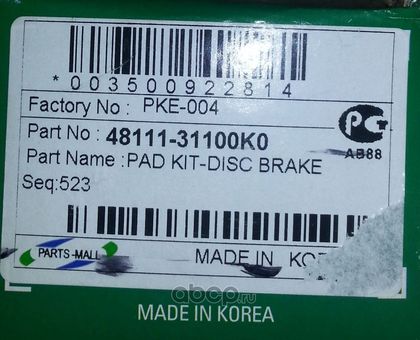 *003500922814
Factory No : PKE-004
Part No : 48111-31100K0
Part Name : PAD KIT-DISC BRAKE
Seq:523
PC
AB88
PARTS-MALL
MADE IN KO
MADE IN KOREA